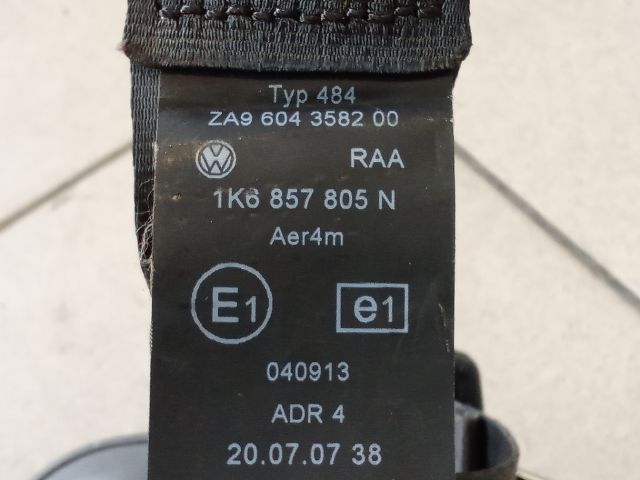 Typ 484
ZA9 604 3582 00
RAA
1K6 857 805 N
Aer4m
E1 e1
040913
ADR 4
20.07.07 38